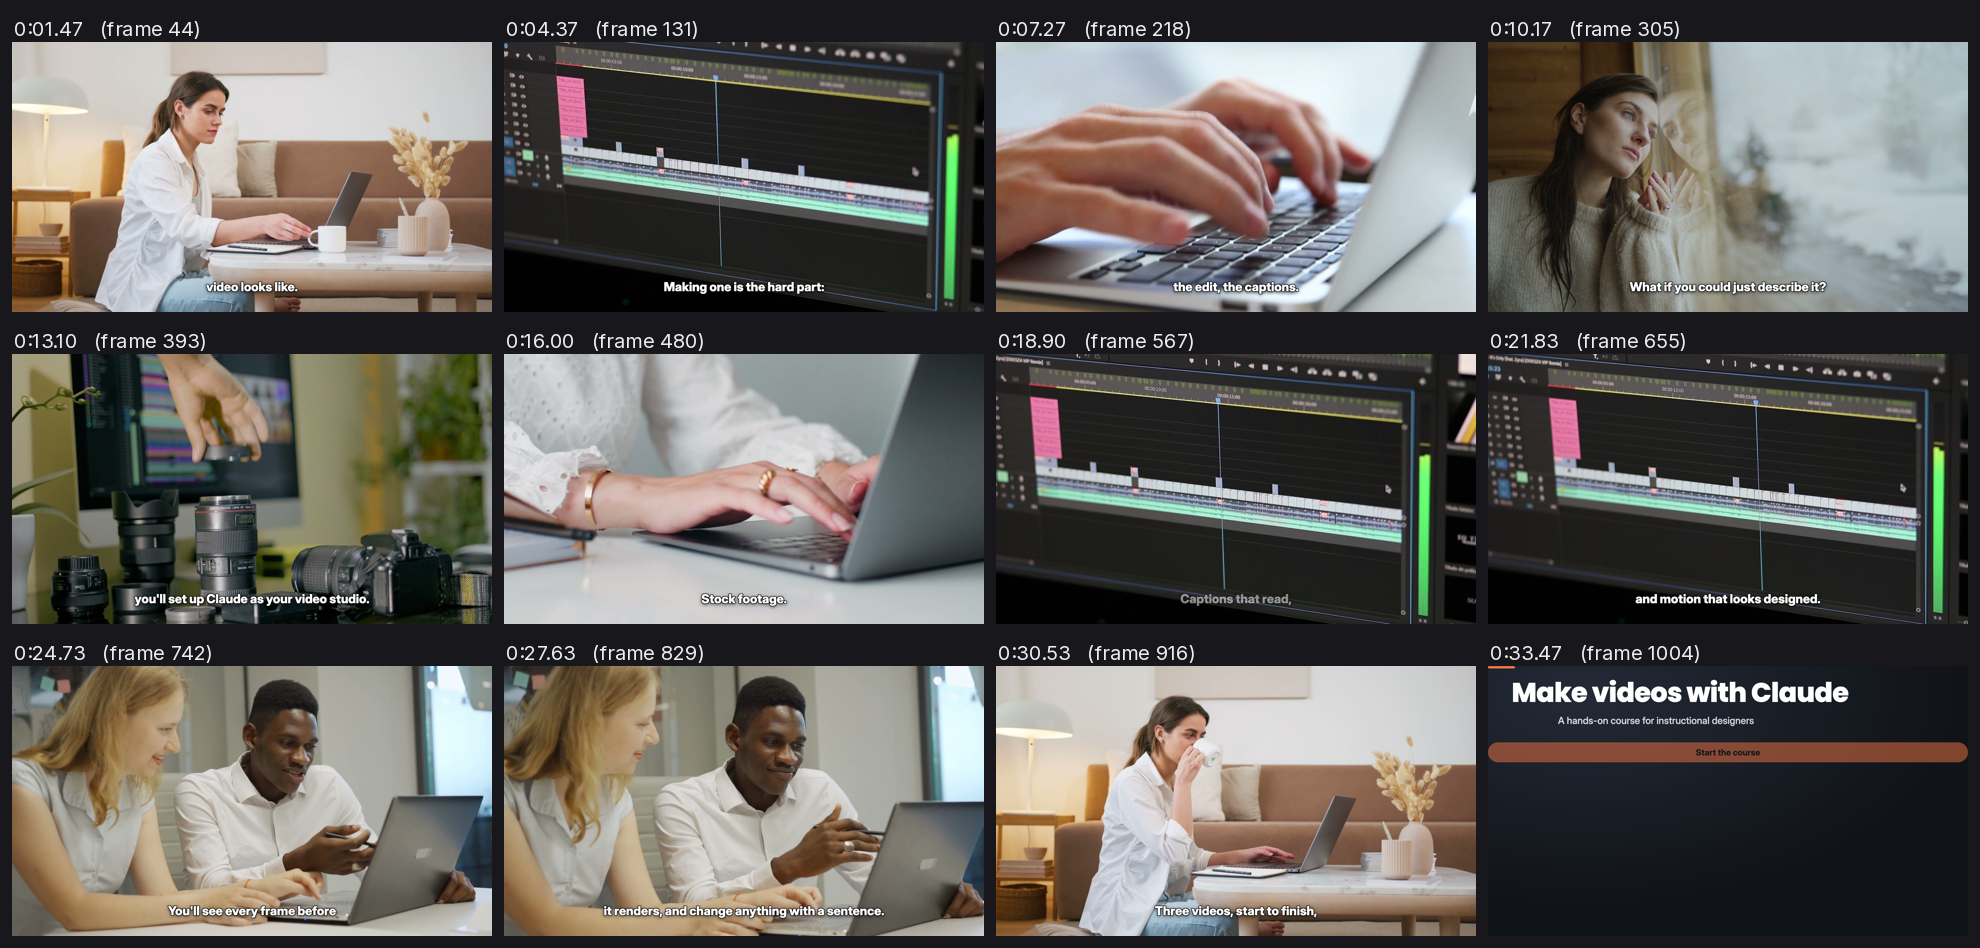 0:01.47 (frame 44)
0:04.37 (frame 131)
0:07.27 (frame 218)
0:10.17 (frame 305)
video looks like.
Making one is the hard part:
the edit, the captions.
What if you could just describe it?
0:13.10 (frame 393)
0:16.00 (frame 480)
0:18.90 (frame 567)
0:21.83 (frame 655)
you'll set up Claude as your video studio.
Stock footage.
Captions that read,
and motion that looks designed.
0:24.73 (frame 742)
0:27.63 (frame 829)
0:30.53 (frame 916)
0:33.47 (frame 1004)
Make videos with Claude
A hands-on course for instructional designers
Start the course
You'll see every frame before
it renders, and change anything with a sentence.
Three videos, start to finish,